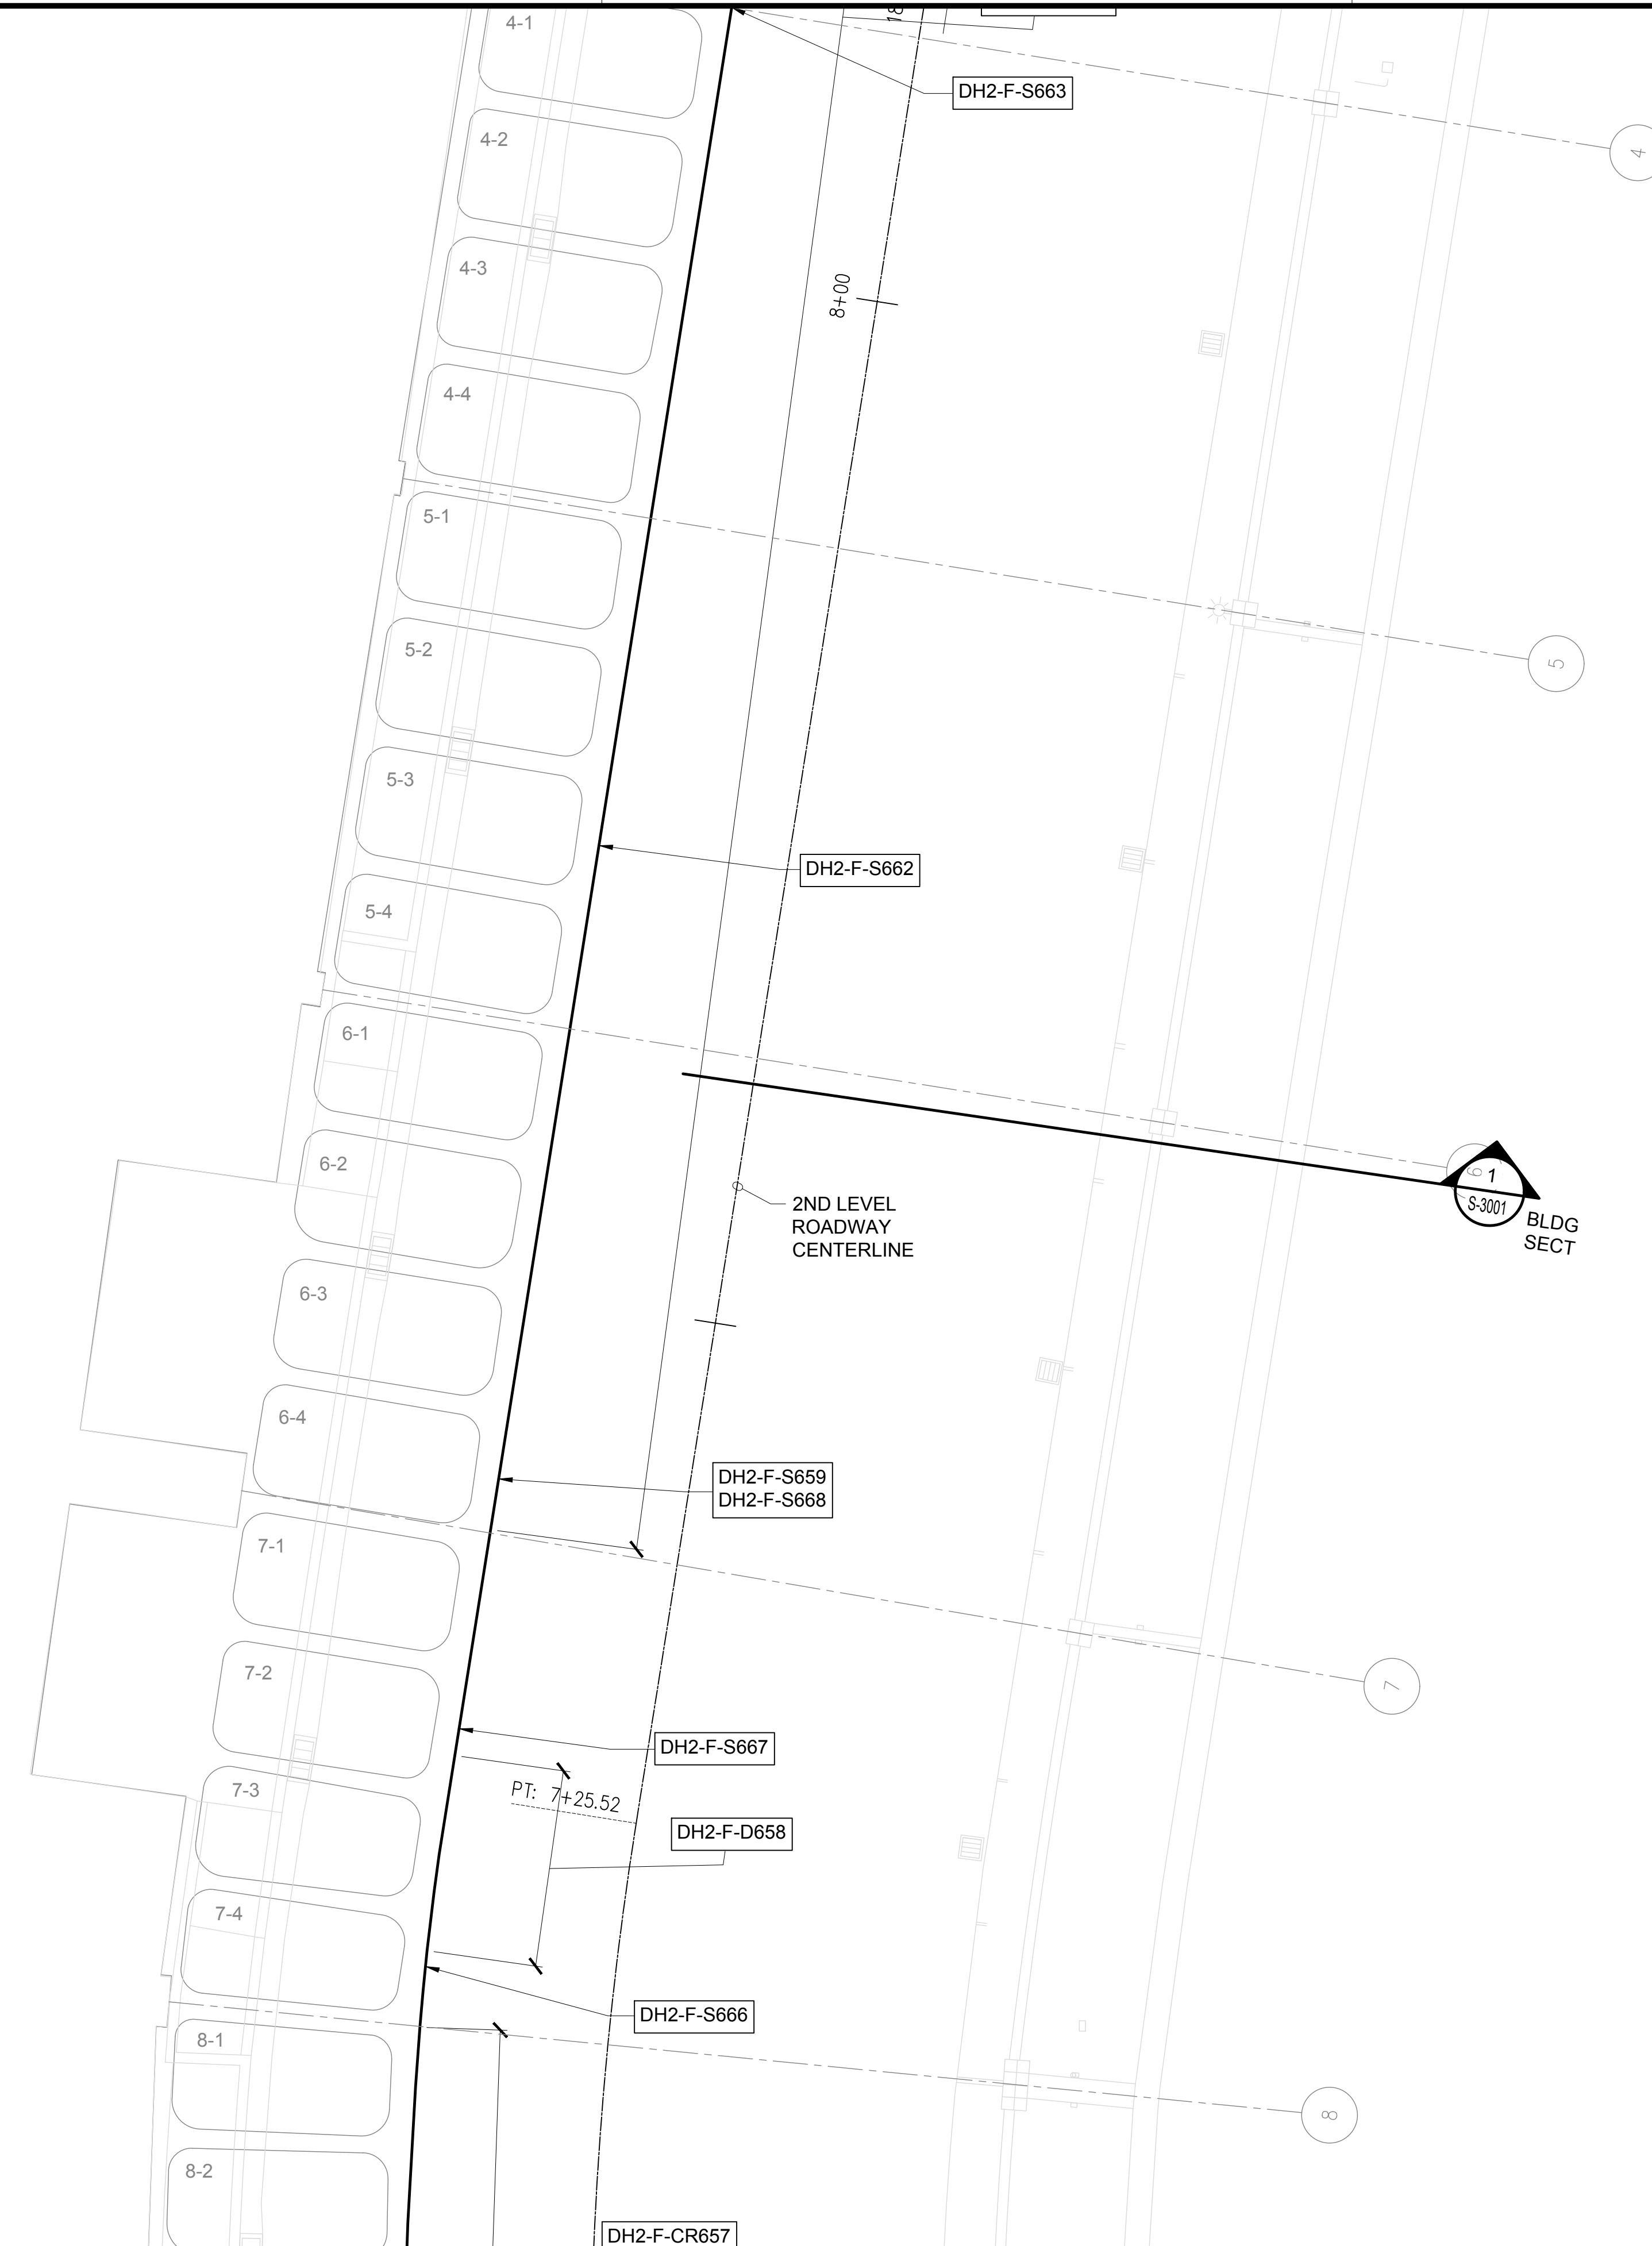 4-1
18
DH2-F-S663
4-2
4
4-3
8+00
4-4
5-1
5-2
5
5-3
DH2-F-S662
5-4
6-1
6-2
6
1
S-3001
BLDG
SECT
2ND LEVEL
ROADWAY
CENTERLINE
6-3
6-4
DH2-F-S659
DH2-F-S668
7-1
7-2
7
DH2-F-S667
7-3
PT: 7+25.52
DH2-F-D658
7-4
DH2-F-S666
8-1
8
8-2
DH2-F-CR657